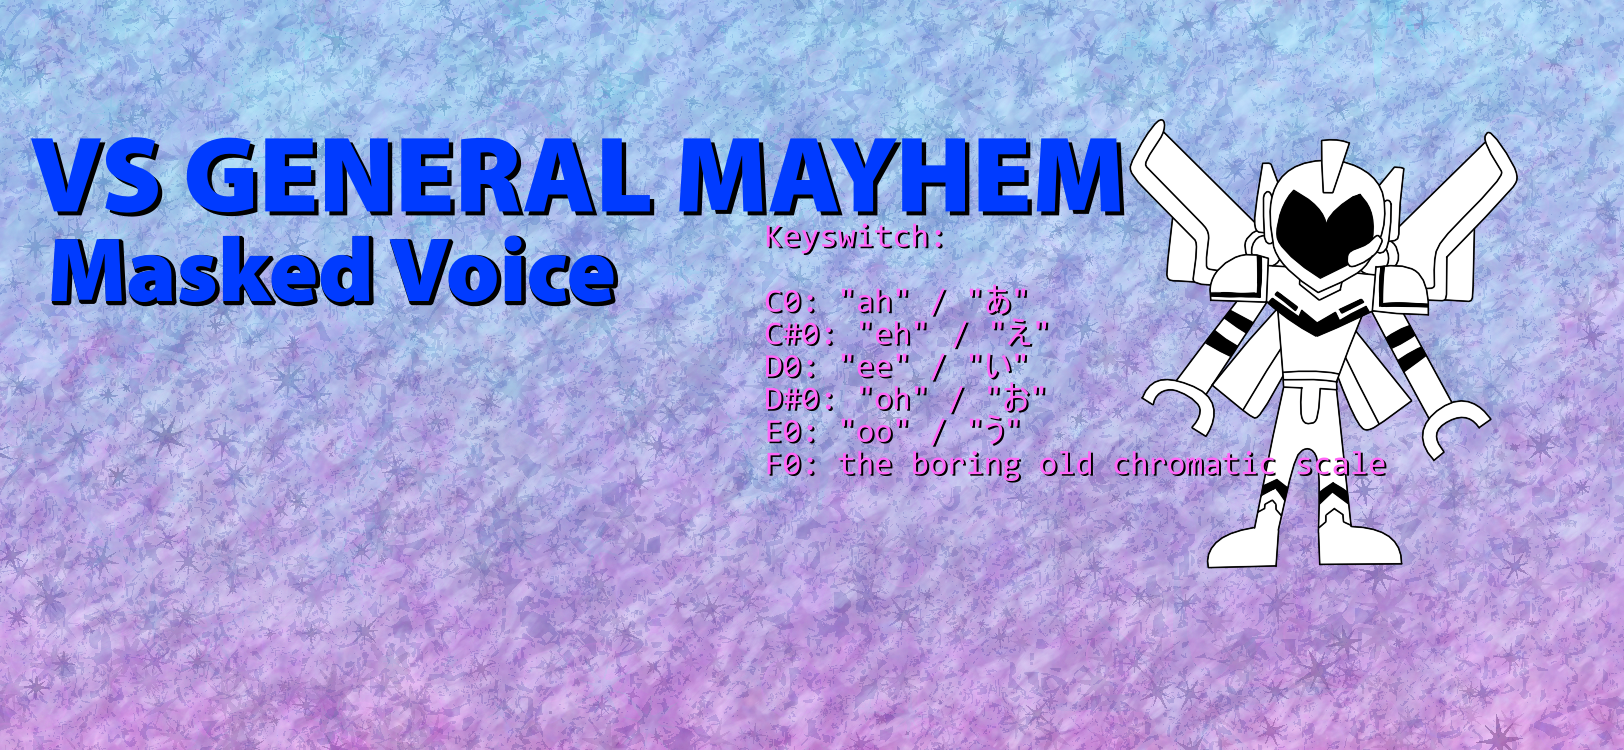 VS GENERAL MAYHEM
Masked Voice
Keyswitch:
C0: "ah" / "あ"
C#0: "eh" / "え"
D0: "ee" / "い"
D#0: "oh" / "お"
E0: "oo" / "う"
F0: the boring old chromatic scale